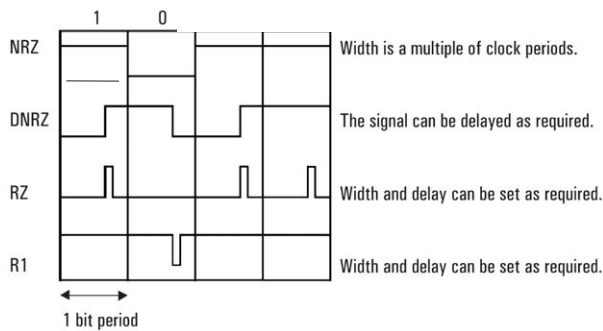 1 0
NRZ Width is a multiple of clock periods.
DNRZ The signal can be delayed as required.
RZ Width and delay can be set as required.
R1 Width and delay can be set as required.
1 bit period